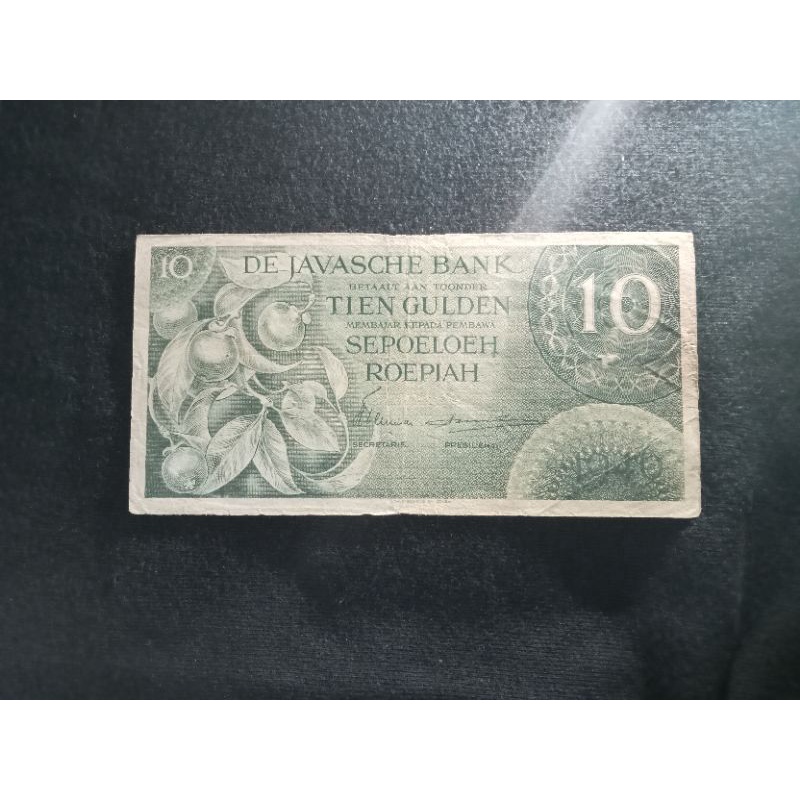 10
DE JAVASCHE BANK
BETAALT AAN TOONDER
TIEN GULDEN
MEMBAJAR KEPADA PEMBAWA
SEPOELOEH
ROEPIAH
10
SECRETARIS
PRESIDENT